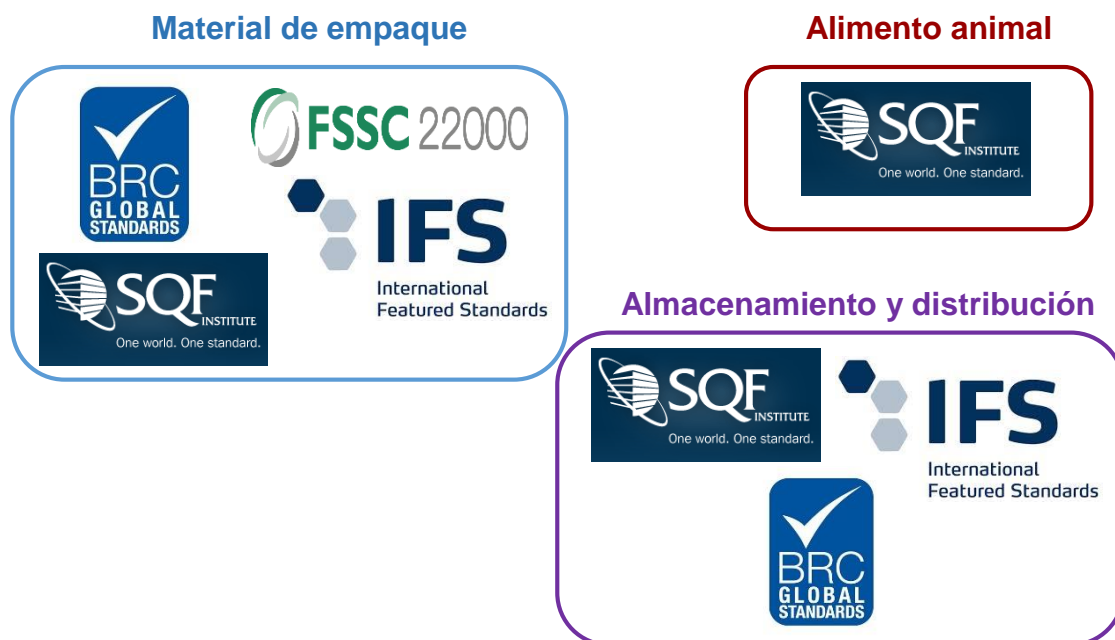 Material de empaque
BRC
GLOBAL
STANDARDS
FSSC 22000
SQF
INSTITUTE
One world. One standard.
IFS
International
Featured Standards
Alimento animal
SQF
INSTITUTE
One world. One standard.
Almacenamiento y distribución
SQF
INSTITUTE
One world. One standard.
IFS
International
Featured Standards
BRC
GLOBAL
STANDARDS